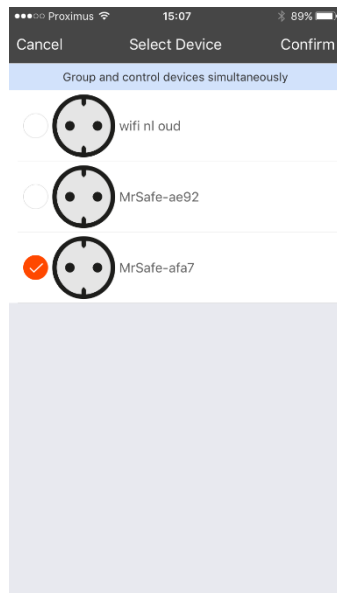 Proximus 15:07 89%
Cancel Select Device Confirm
Group and control devices simultaneously
wifi nl oud
MrSafe-ae92
MrSafe-afa7